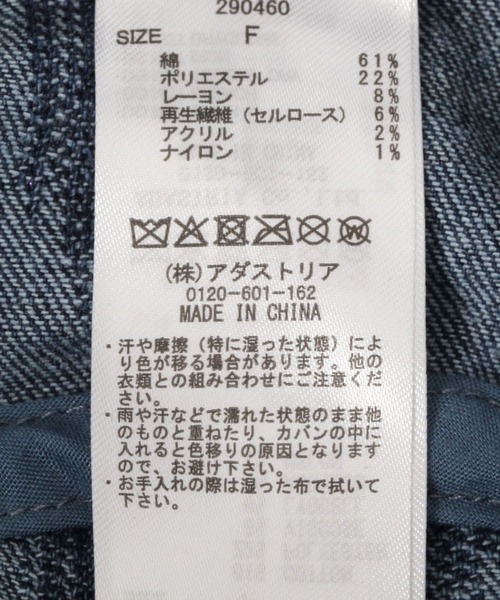 290460
SIZE F
綿 61%
ポリエステル 22%
レーヨン 8%
再生繊維（セルロース） 6%
アクリル 2%
ナイロン 1%
（株）アダストリア
0120-601-162
MADE IN CHINA
・汗や摩擦（特に湿った状態）によ
り色が移る場合があります。他の
衣類との組み合わせにご注意くだ
さい。
・雨や汗などで濡れた状態のまま他
のものと重ねたり、カバンの中に
入れると色移りの原因となります
ので、お避け下さい。
・お手入れの際は湿った布で拭いて
下さい。